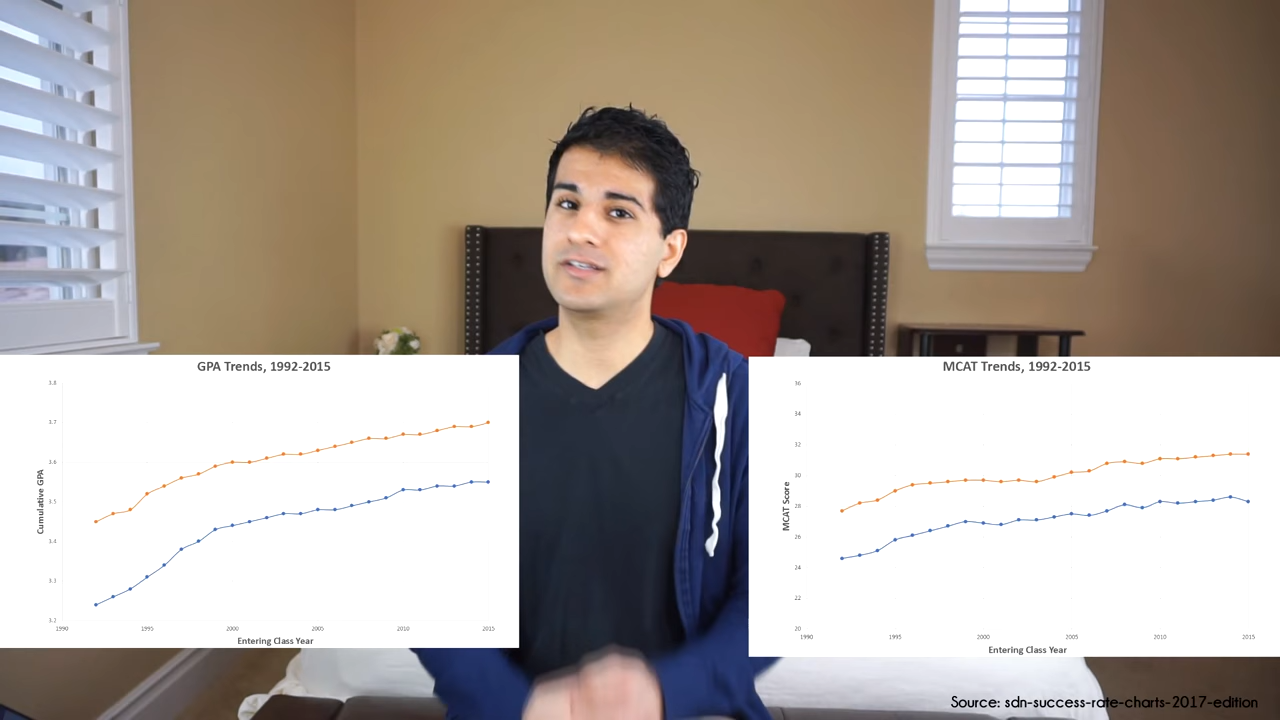 GPA Trends, 1992-2015
3.8
3.7
3.6
3.5
3.4
3.3
3.2
Cumulative GPA
1990 1995 2000 2005 2010 2015
Entering Class Year
MCAT Trends, 1992-2015
36
34
32
30
28
26
24
22
20
MCAT Score
1990 1995 2000 2005 2010 2015
Entering Class Year
Source: sdn-success-rate-charts-2017-edition